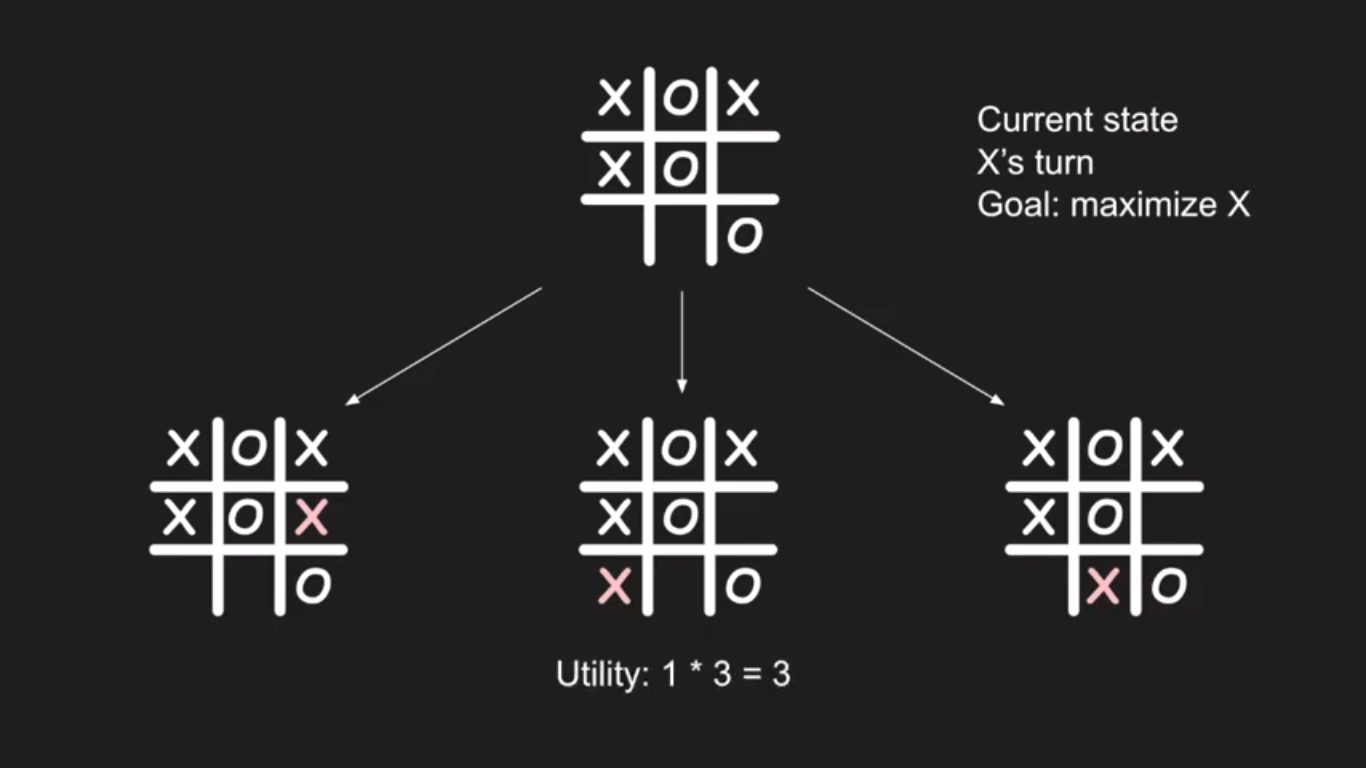 X O X
X O
O
Current state
X's turn
Goal: maximize X
X O X
X O X
O
X O X
X O
X O
X O X
X O
X O
Utility: 1 * 3 = 3